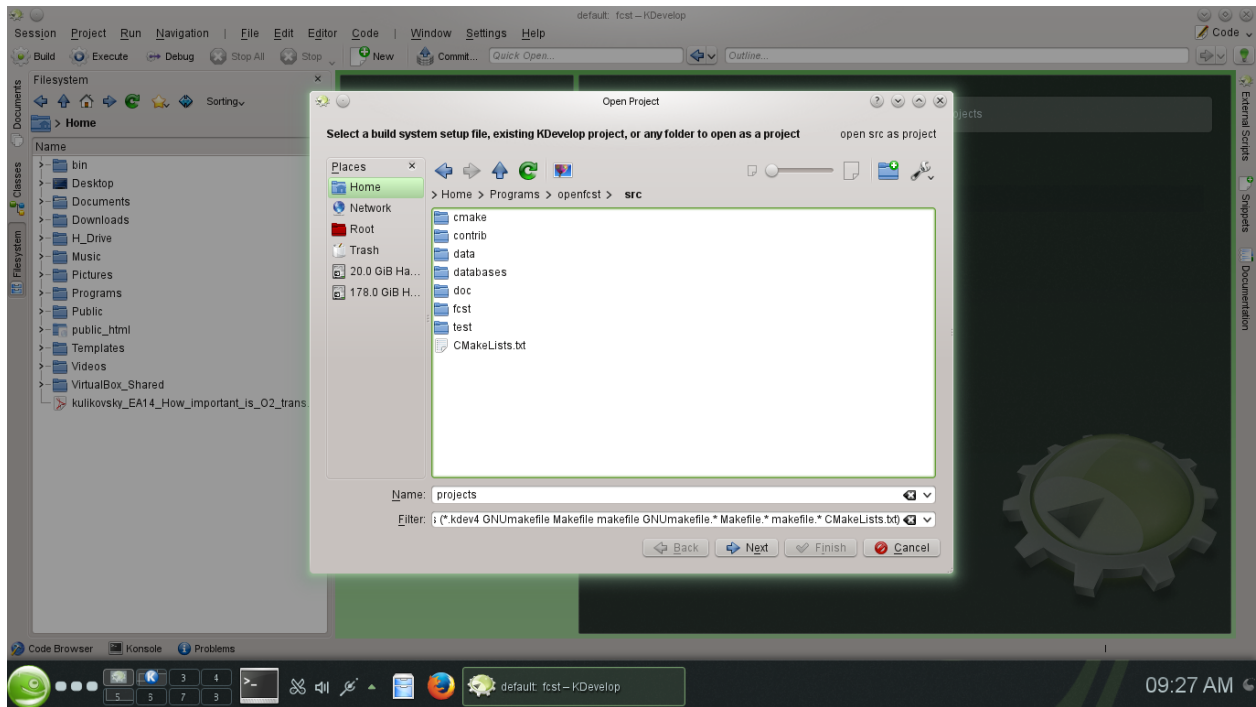 default: fcst – KDevelop
Session Project Run Navigation | File Edit Editor Code | Window Settings Help
Code
Build Execute Debug Stop All Stop New Commit... Quick Open... Outline...
Filesystem
Sorting
> Home
Name
bin
Desktop
Documents
Downloads
H_Drive
Music
Pictures
Programs
Public
public_html
Templates
Videos
VirtualBox_Shared
kulikovsky_EA14_How_important_is_O2_trans
Documents
Classes
Filesystem
Open Project
Select a build system setup file, existing KDevelop project, or any folder to open as a project
open src as project
Places
Home
Network
Root
Trash
20.0 GiB Ha...
178.0 GiB H...
> Home > Programs > openfcst > src
cmake
contrib
data
databases
doc
fcst
test
CMakeLists.txt
Name: projects
Filter: (*.kdev4 GNUmakefile Makefile makefile GNUmakefile.* Makefile.* makefile.* CMakeLists.txt)
Back Next Finish Cancel
ojects
External Scripts
Snippets
Documentation
Code Browser Konsole Problems
3 4
5 5 7 3
default: fcst – KDevelop
09:27 AM